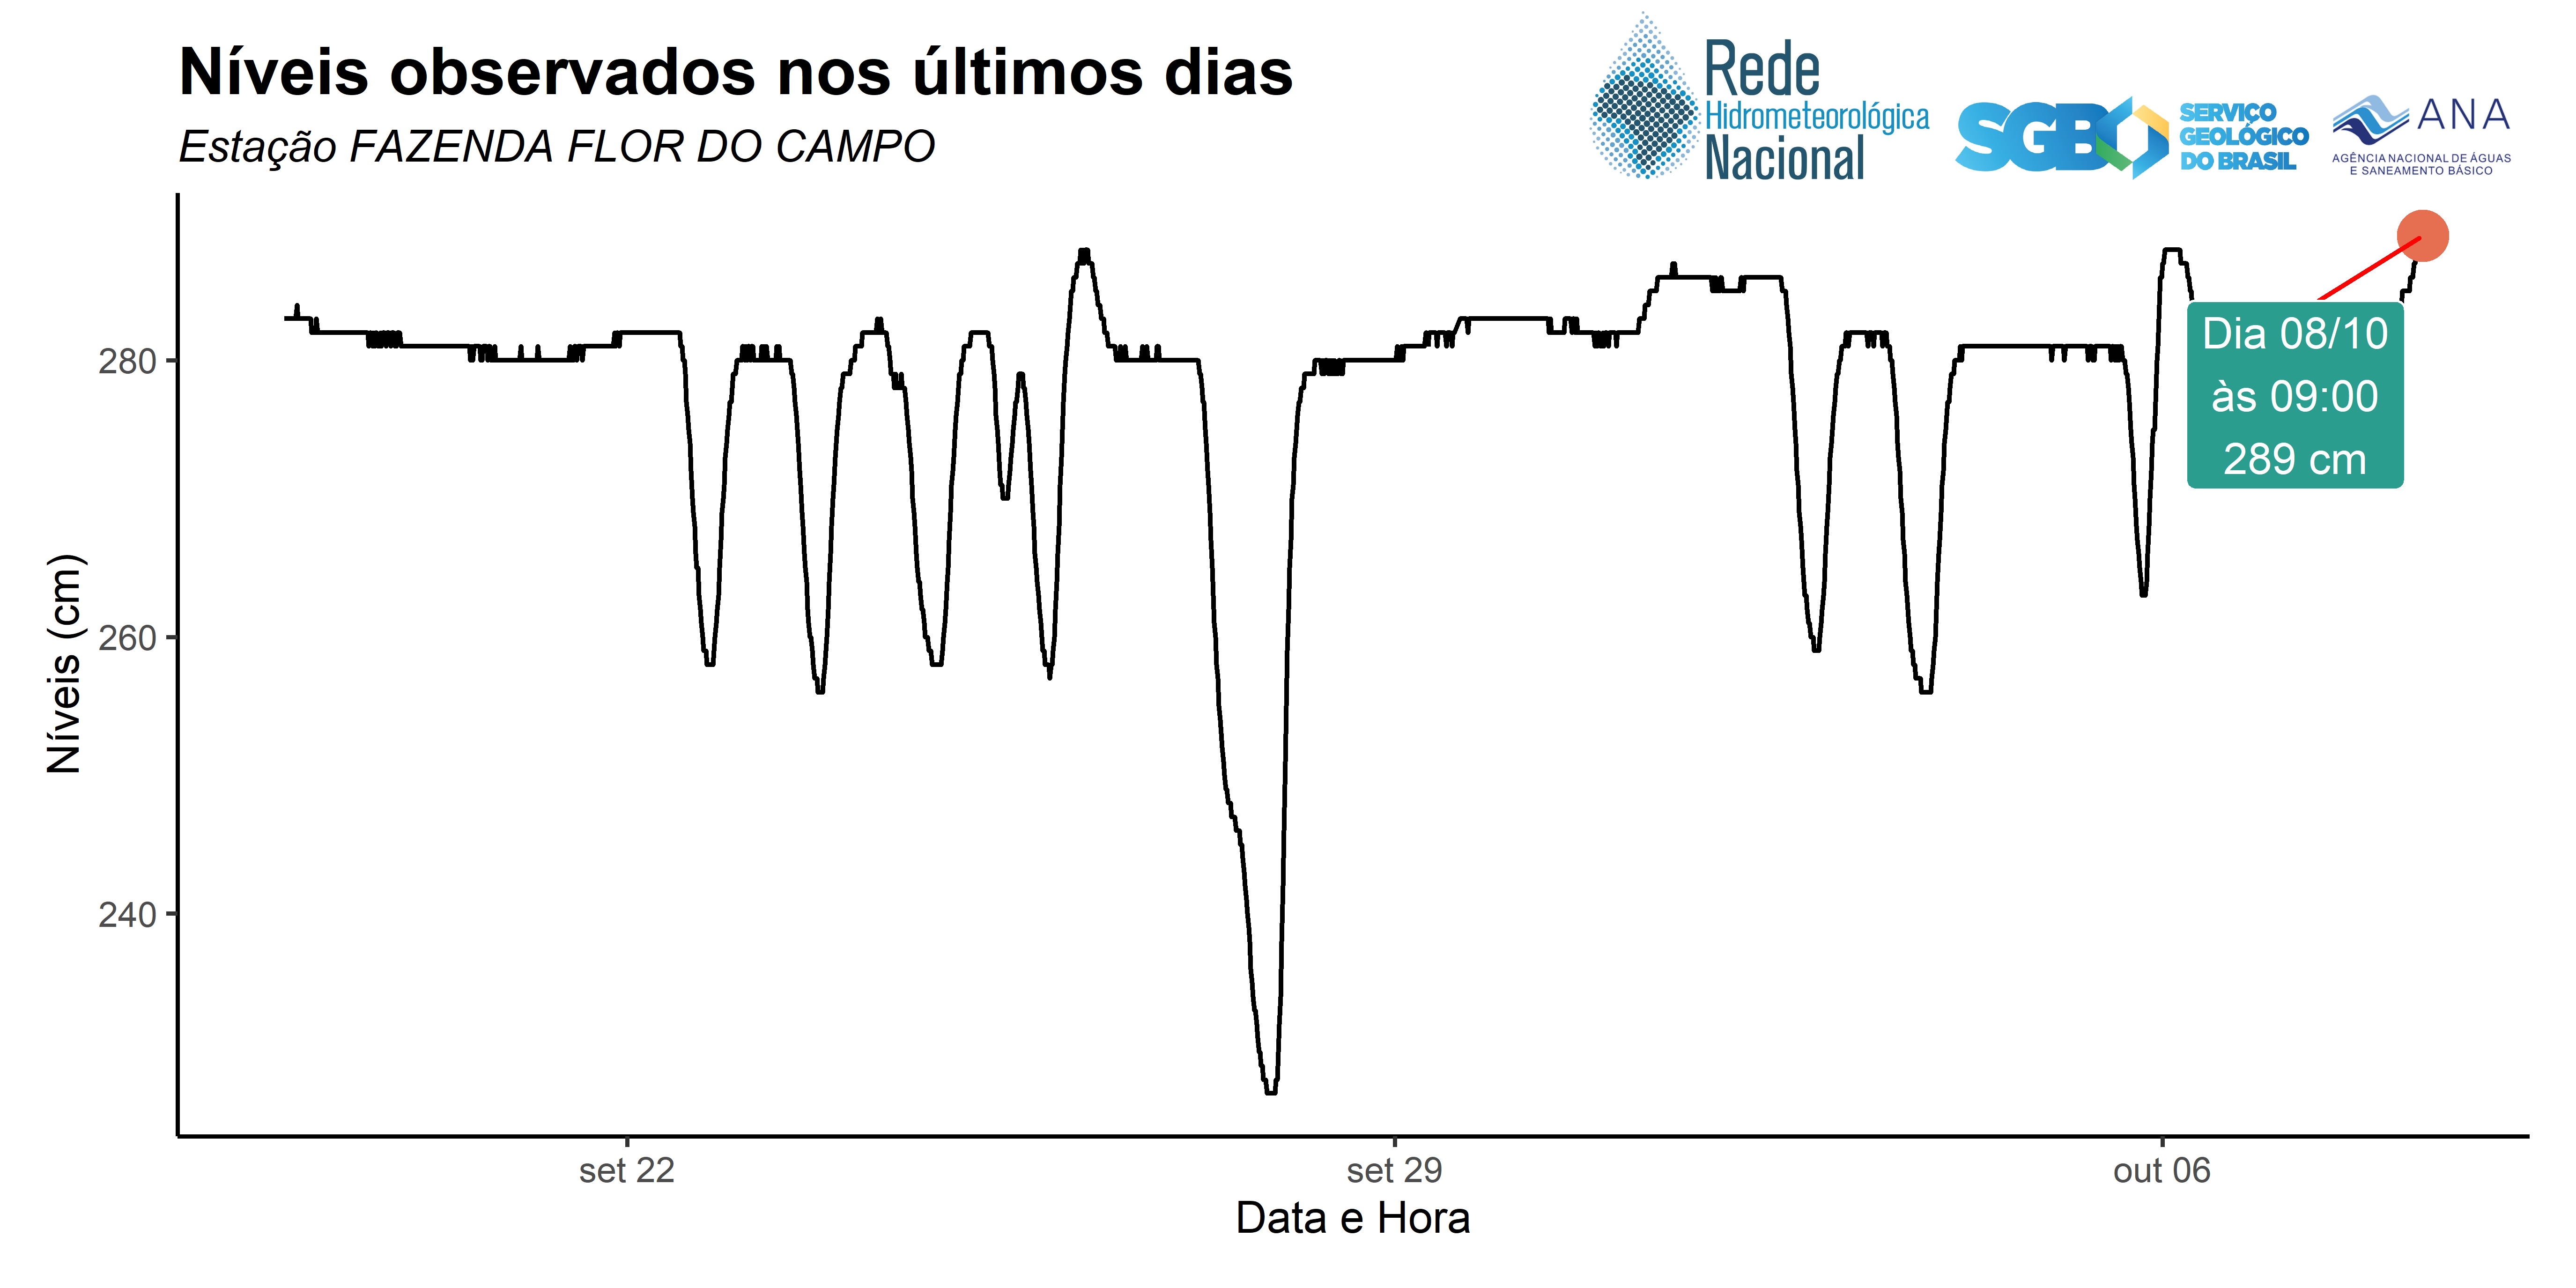 Níveis observados nos últimos dias
Estação FAZENDA FLOR DO CAMPO
Rede
Hidrometeorológica
Nacional
SGB
SERVIÇO
GEOLÓGICO
DO BRASIL
ANA
AGÊNCIA NACIONAL DE ÁGUAS
E SANEAMENTO BÁSICO
Níveis (cm)
280
260
240
Dia 08/10
às 09:00
289 cm
set 22
set 29
out 06
Data e Hora